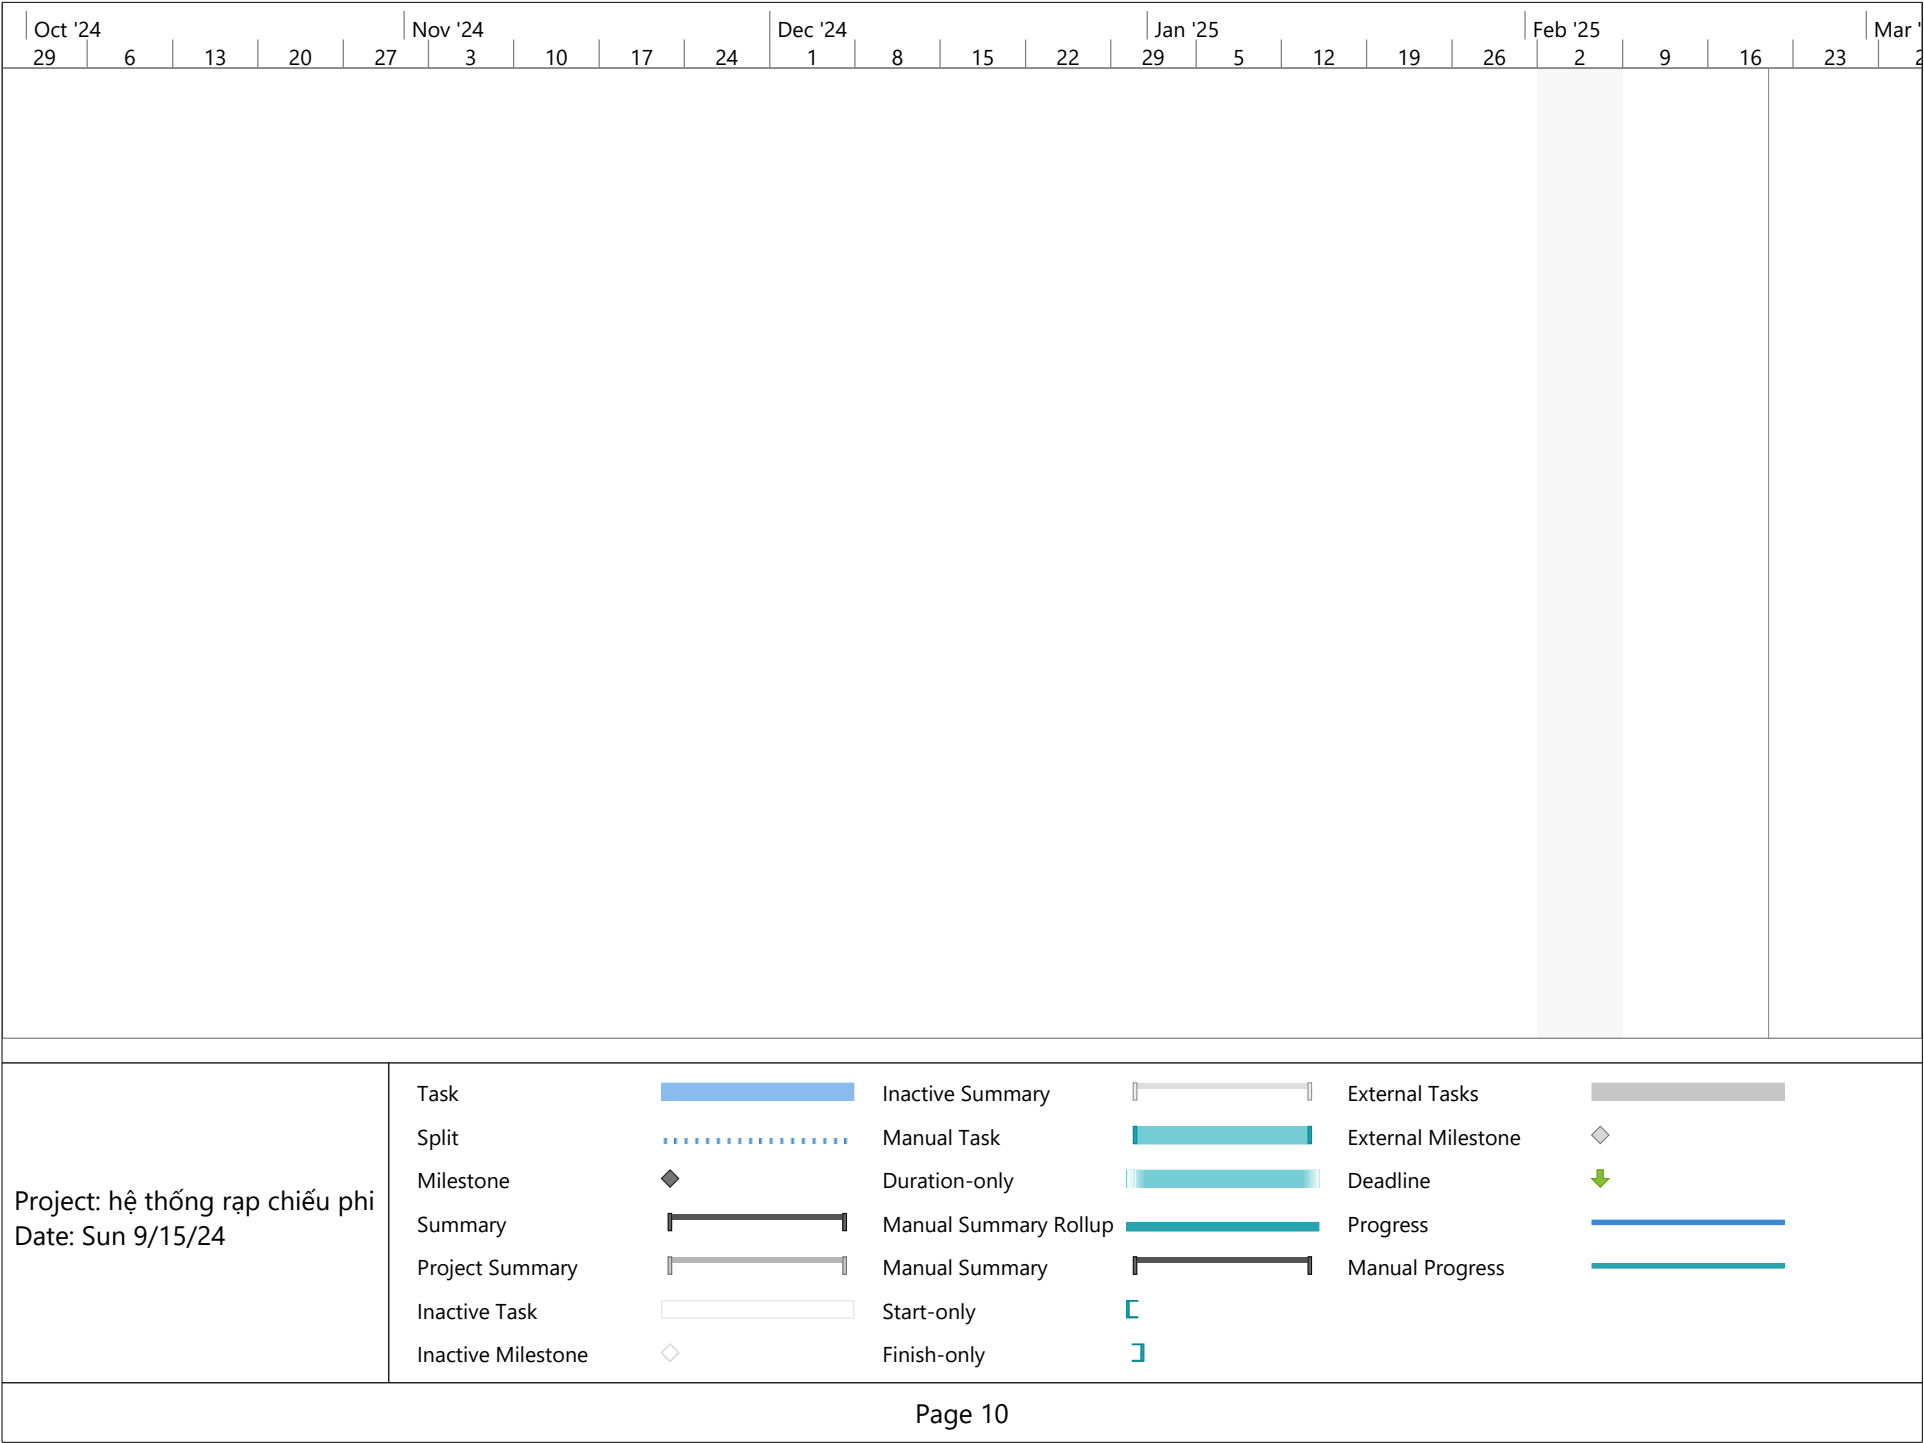 Oct '24 Nov '24 Dec '24 Jan '25 Feb '25 Mar '
29 6 13 20 27 3 10 17 24 1 8 15 22 29 5 12 19 26 2 9 16 23 2
Project: hệ thống rạp chiếu phi
Date: Sun 9/15/24
Task
Split
Milestone
Summary
Project Summary
Inactive Task
Inactive Milestone
Inactive Summary
Manual Task
Duration-only
Manual Summary Rollup
Manual Summary
Start-only
Finish-only
External Tasks
External Milestone
Deadline
Progress
Manual Progress
Page 10